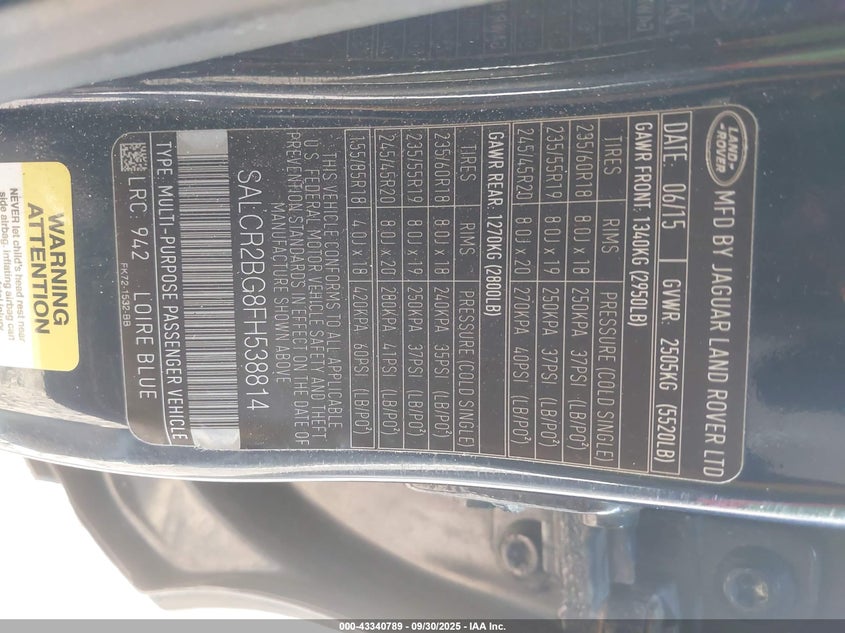 LAND-
ROVER
MFD BY JAGUAR LAND ROVER LTD
DATE: 06/15 GVWR: 2505KG (5520LB)
GAWR FRONT: 1340KG (2950LB)
TIRES RIMS PRESSURE (COLD SINGLE)
235/60R18 8.0J x 18 250KPA 37PSI (LB/PO²)
235/55R19 8.0J x 19 250KPA 37PSI (LB/PO²)
245/45R20 8.0J x 20 270KPA 40PSI (LB/PO²)
GAWR REAR: 1270KG (2800LB)
TIRES RIMS PRESSURE (COLD SINGLE)
235/60R18 8.0J x 18 240KPA 35PSI (LB/PO²)
235/55R19 8.0J x 19 250KPA 37PSI (LB/PO²)
245/45R20 8.0J x 20 280KPA 41PSI (LB/PO²)
155/85R18 4.0J x 18 420KPA 60PSI (LB/PO²)
THIS VEHICLE CONFORMS TO ALL APPLICABLE
U.S. FEDERAL MOTOR VEHICLE SAFETY AND THEFT
PREVENTION STANDARDS IN EFFECT ON THE DATE OF
MANUFACTURE SHOWN ABOVE
SALCR2BG8FH538814
TYPE: MULTI-PURPOSE PASSENGER VEHICLE
LRC: 942 LOIRE BLUE
FK72-1532-BB
WARNING
ATTENTION
NEVER let child's head rest near
side airbag, inflating airbag can
000-43340789 - 09/30/2025 - IAA Inc.